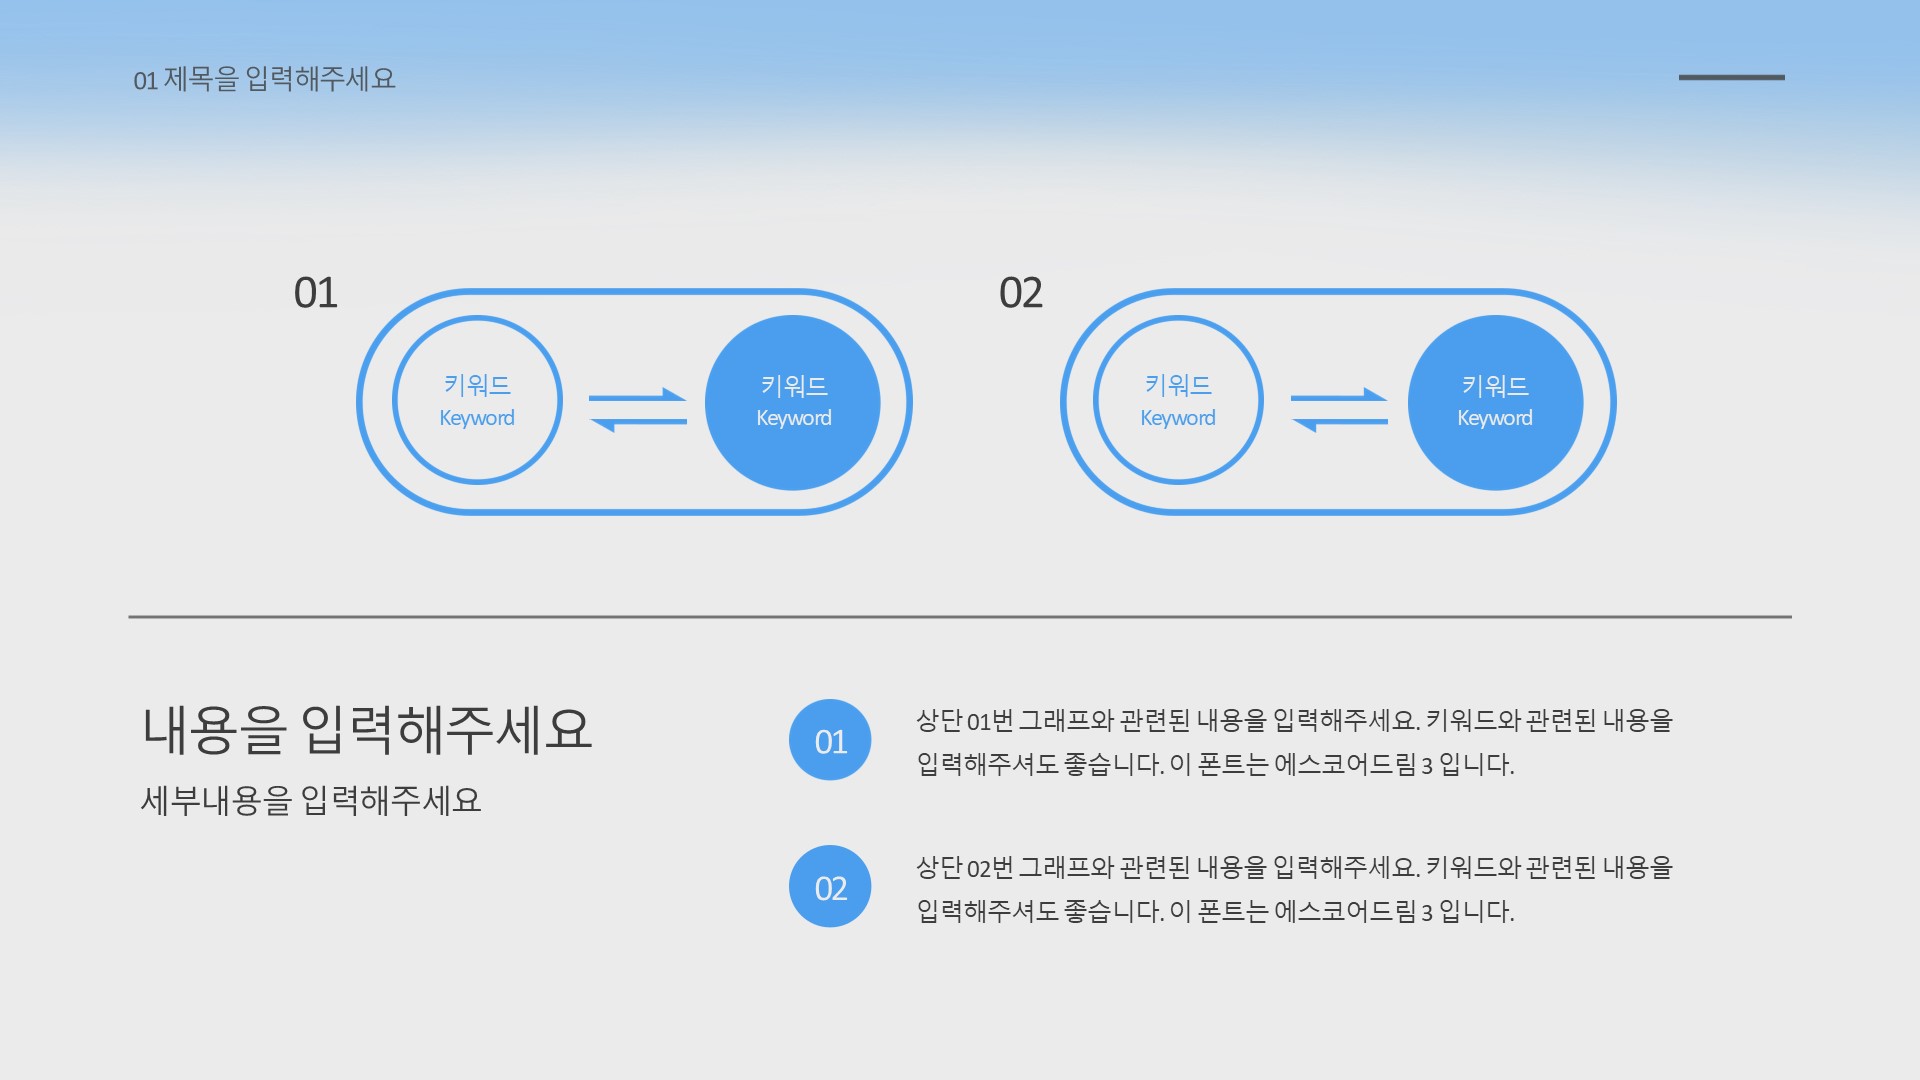 01 제목을 입력해주세요
01
키워드
Keyword
키워드
Keyword
02
키워드
Keyword
키워드
Keyword
내용을 입력해주세요
세부내용을 입력해주세요
01
상단 01번 그래프와 관련된 내용을 입력해주세요. 키워드와 관련된 내용을
입력해주셔도 좋습니다. 이 폰트는 에스코어드림 3 입니다.
02
상단 02번 그래프와 관련된 내용을 입력해주세요. 키워드와 관련된 내용을
입력해주셔도 좋습니다. 이 폰트는 에스코어드림 3 입니다.